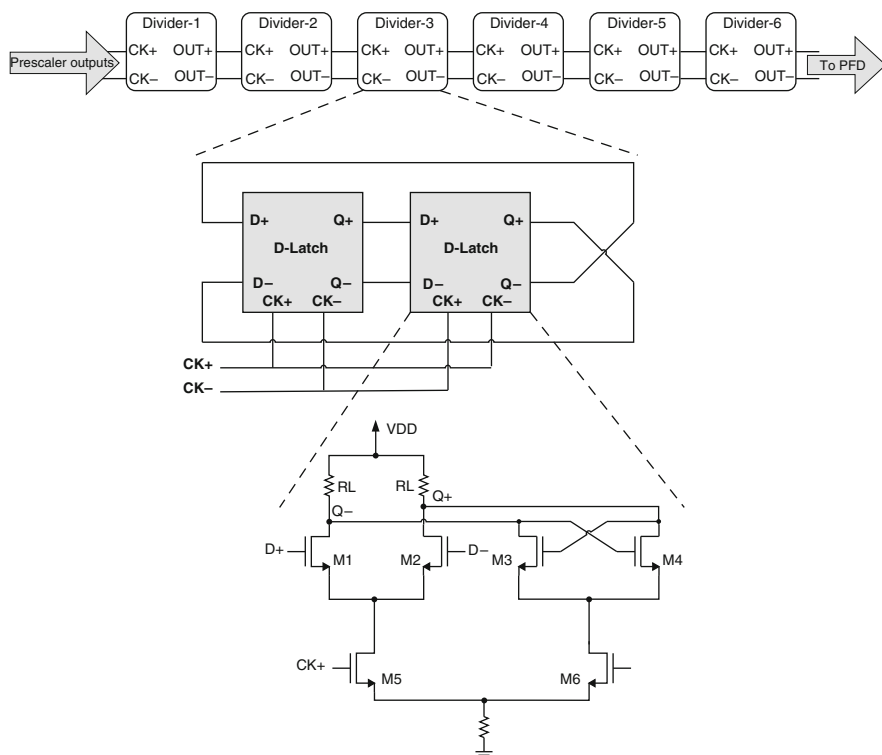 Divider-1 Divider-2 Divider-3 Divider-4 Divider-5 Divider-6
Prescaler outputs
CK+ OUT+ CK+ OUT+ CK+ OUT+ CK+ OUT+ CK+ OUT+ CK+ OUT+
CK– OUT– CK– OUT– CK– OUT– CK– OUT– CK– OUT– CK– OUT–
To PFD
D+ Q+ D+ Q+
D-Latch D-Latch
D– Q– D– Q–
CK+ CK– CK+ CK–
CK+
CK–
VDD
RL RL
Q– Q+
D+ M1 M2 D– M3 M4
CK+ M5 M6